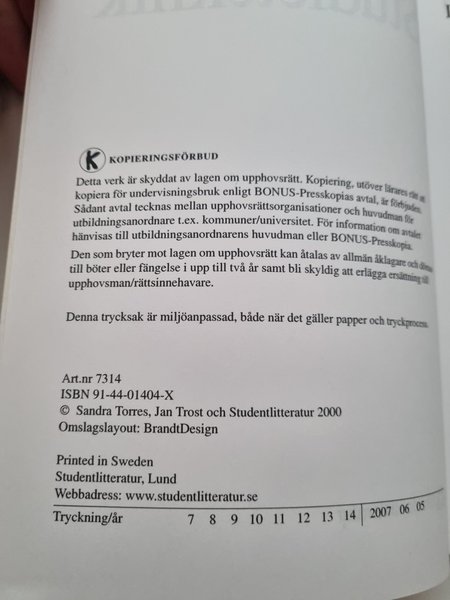 KOPIERINGSFÖRBUD
Detta verk är skyddat av lagen om upphovsrätt. Kopiering, utöver lärares rätt att
kopiera för undervisningsbruk enligt BONUS-Presskopias avtal, är förbjuden.
Sådant avtal tecknas mellan upphovsrättsorganisationer och huvudman för
utbildningsanordnare t.ex. kommuner/universitet. För information om avtalet
hänvisas till utbildningsanordnarens huvudman eller BONUS-Presskopia.
Den som bryter mot lagen om upphovsrätt kan åtalas av allmän åklagare och dömas
till böter eller fängelse i upp till två år samt bli skyldig att erlägga ersättning till
upphovsman/rättsinnehavare.
Denna trycksak är miljöanpassad, både när det gäller papper och tryckprocess.
Art.nr 7314
ISBN 91-44-01404-X
© Sandra Torres, Jan Trost och Studentlitteratur 2000
Omslagslayout: BrandtDesign
Printed in Sweden
Studentlitteratur, Lund
Webbadress: www.studentlitteratur.se
Tryckning/år 7 8 9 10 11 12 13 14 2007 06 05